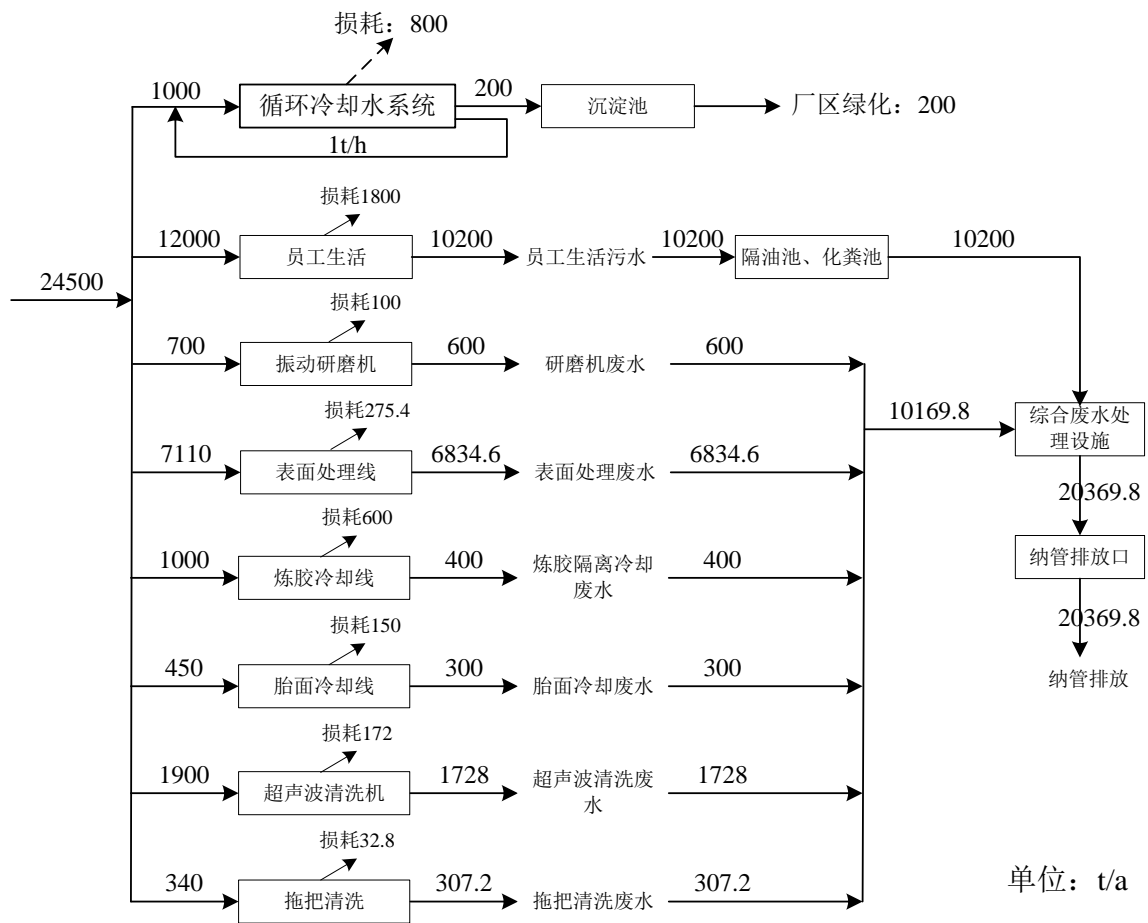 损耗：800
1000
循环冷却水系统
200
沉淀池
厂区绿化：200
1t/h
损耗1800
12000
员工生活
10200
员工生活污水
10200
隔油池、化粪池
10200
24500
损耗100
700
振动研磨机
600
研磨机废水
600
损耗275.4
7110
表面处理线
6834.6
表面处理废水
6834.6
10169.8
综合废水处
理设施
20369.8
损耗600
1000
炼胶冷却线
400
炼胶隔离冷却
废水
400
纳管排放口
20369.8
损耗150
450
胎面冷却线
300
胎面冷却废水
300
纳管排放
损耗172
1900
超声波清洗机
1728
超声波清洗废
水
1728
损耗32.8
340
拖把清洗
307.2
拖把清洗废水
307.2
单位：t/a